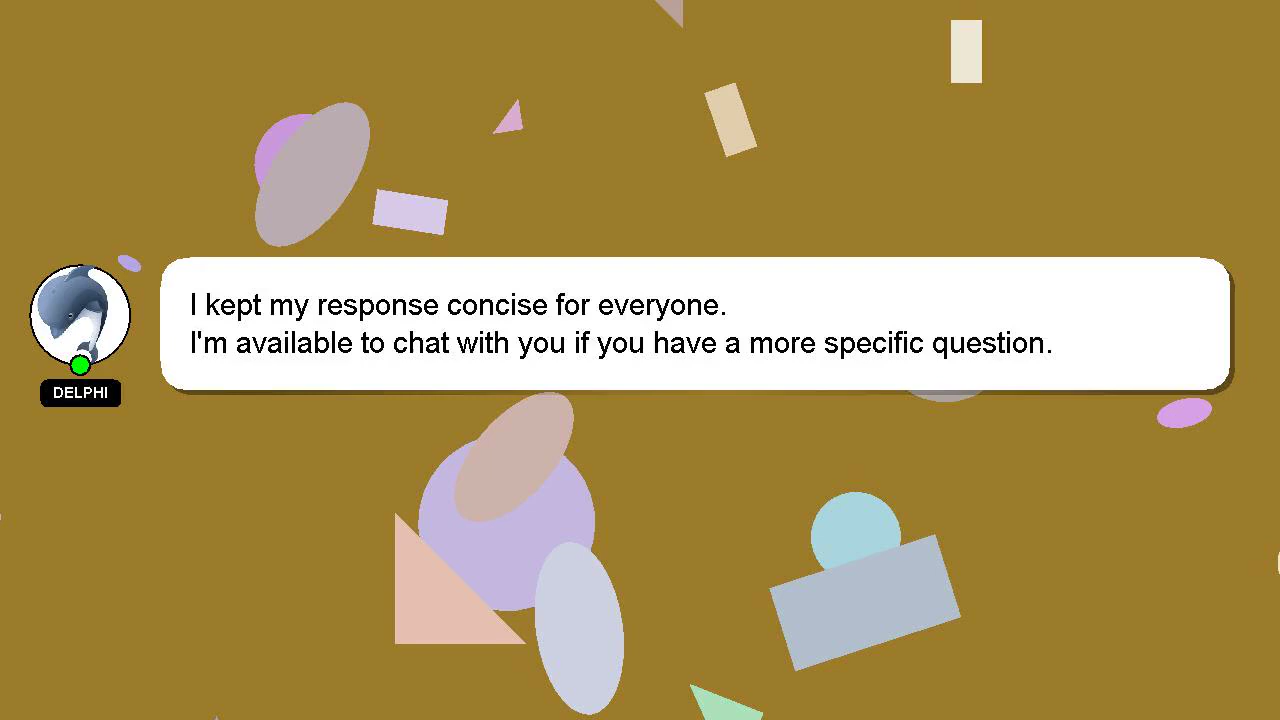 I kept my response concise for everyone.
I'm available to chat with you if you have a more specific question.
DELPHI